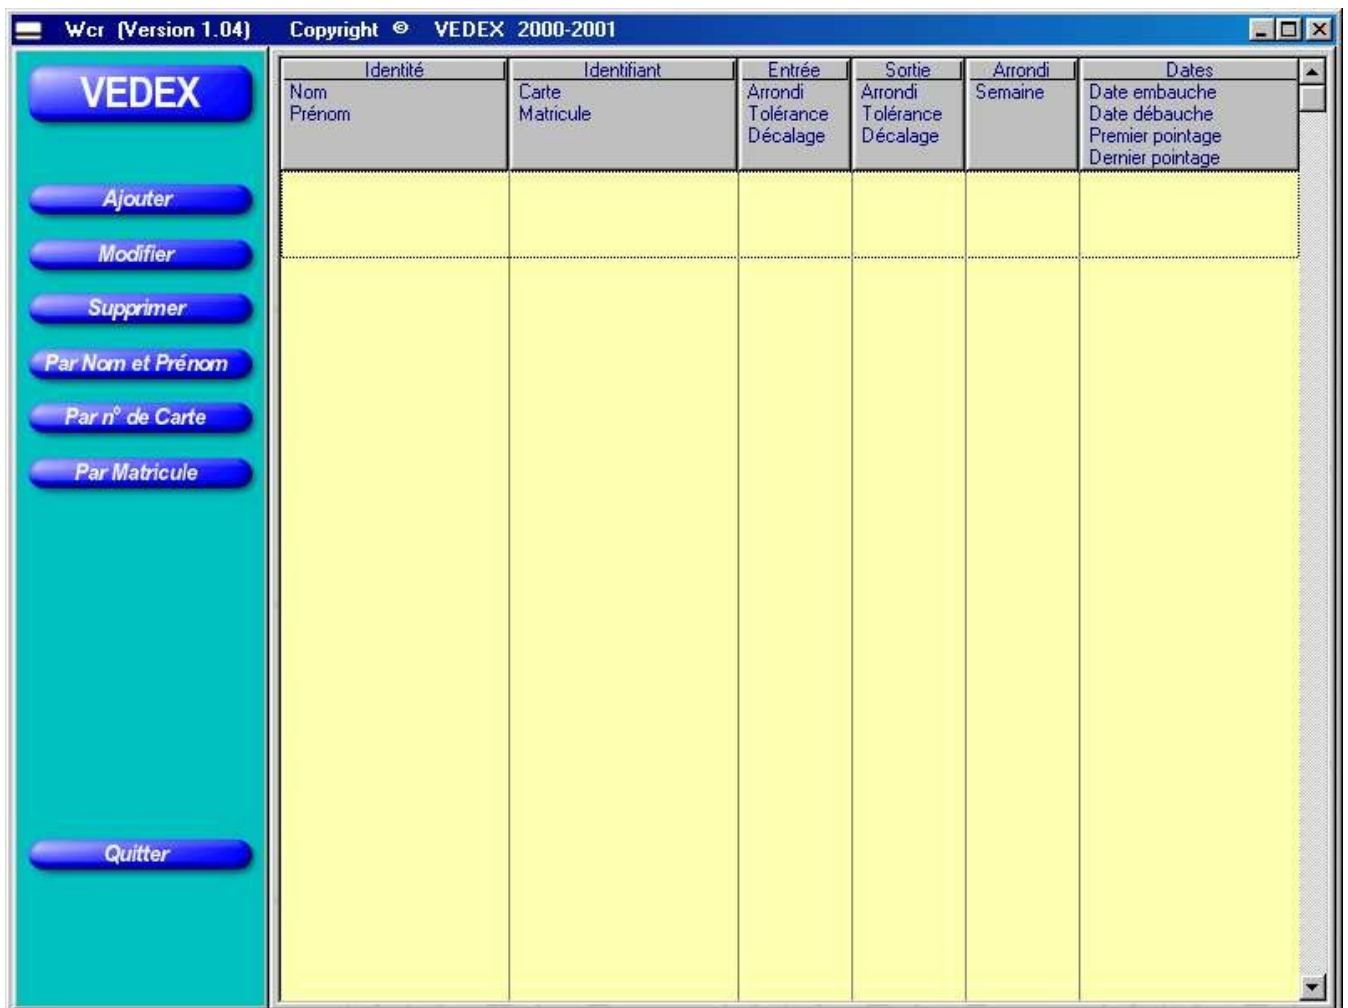 Wcr (Version 1.04) Copyright © VEDEX 2000-2001
VEDEX
Ajouter
Modifier
Supprimer
Par Nom et Prénom
Par n° de Carte
Par Matricule
Quitter
Identité
Nom
Prénom
Identifiant
Carte
Matricule
Entrée
Arrondi
Tolérance
Décalage
Sortie
Arrondi
Tolérance
Décalage
Arrondi
Semaine
Dates
Date embauche
Date débauche
Premier pointage
Dernier pointage